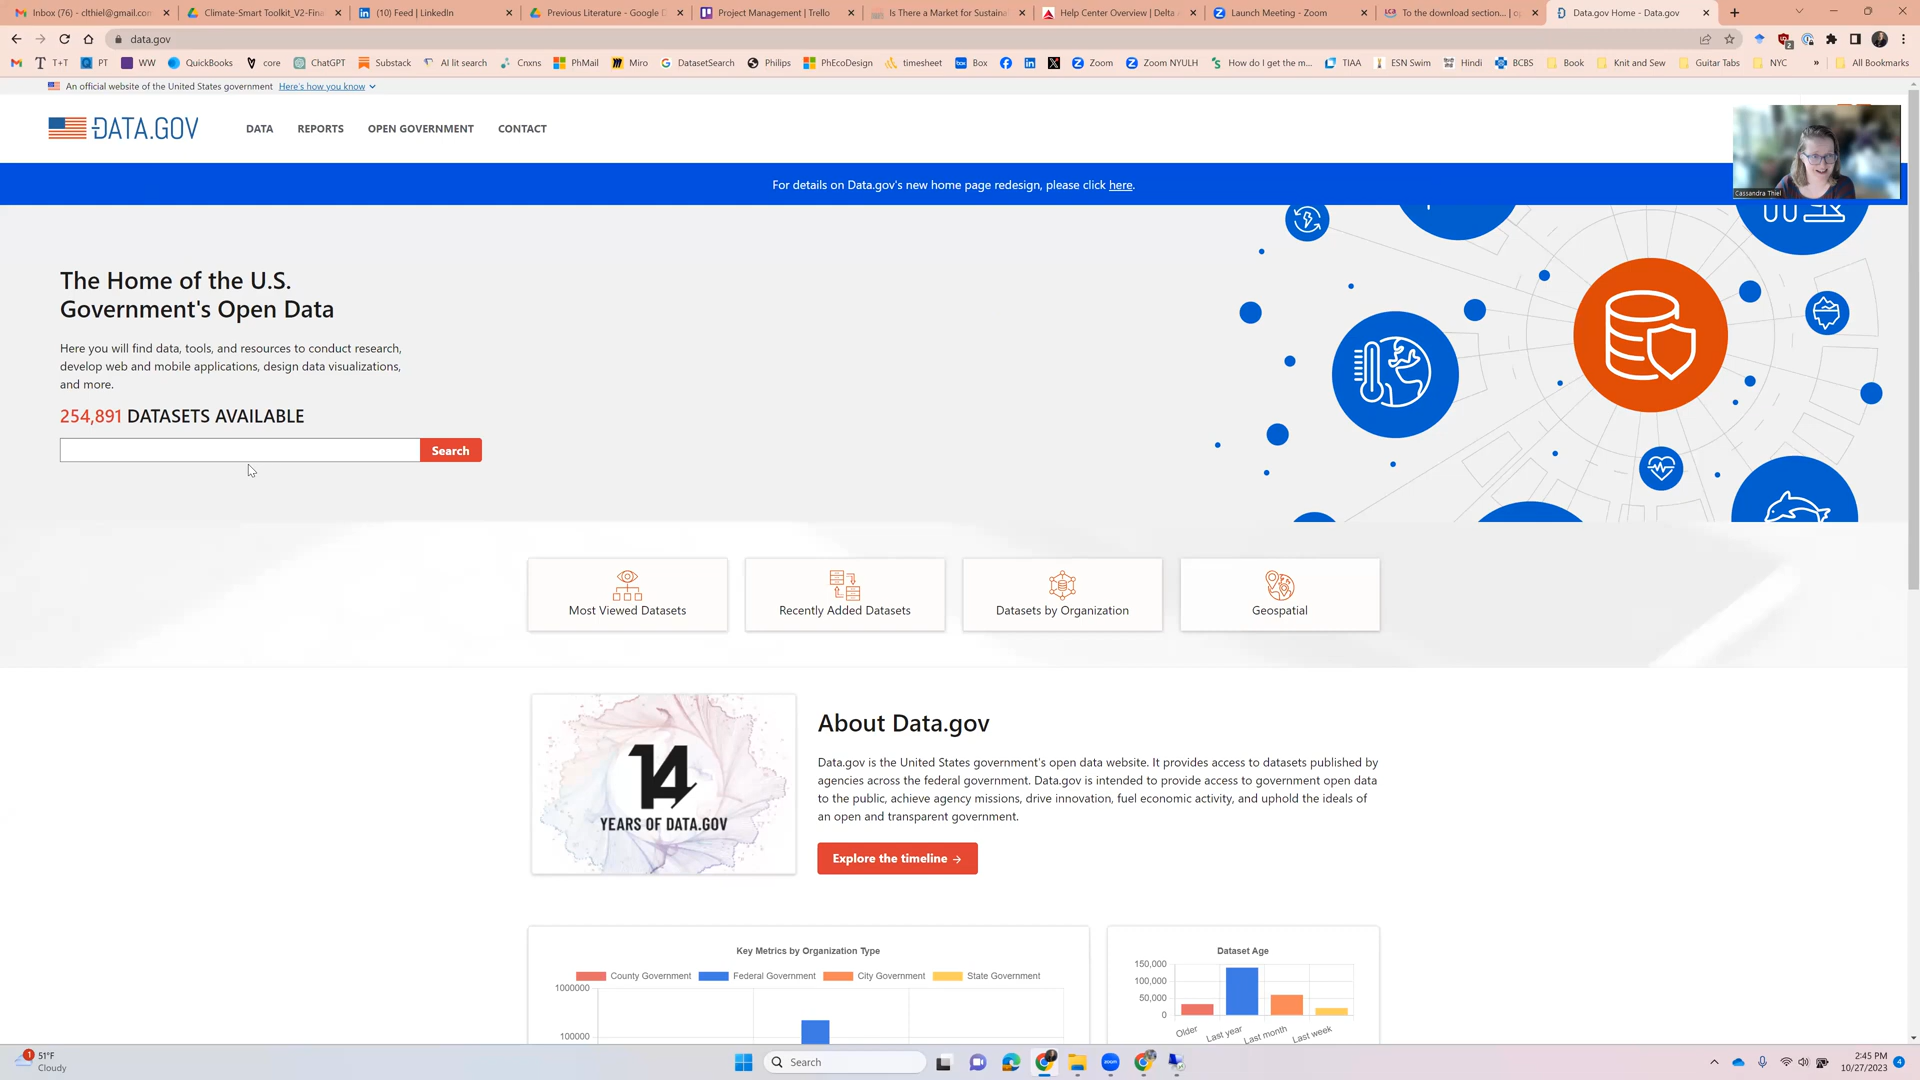 Inbox (76) - clthiel@gmail.com
Climate-Smart Toolkit_V2-Fina
(10) Feed | LinkedIn
Previous Literature - Google D
Project Management | Trello
Is There a Market for Sustaina
Help Center Overview | Delta
Launch Meeting - Zoom
To the download section... | o
Data.gov Home - Data.gov
data.gov
T+T
PT
WW
QuickBooks
core
ChatGPT
Substack
AI lit search
Cnxns
PhMail
Miro
DatasetSearch
Philips
PhEcoDesign
timesheet
Box
Zoom
Zoom NYULH
How do I get the m...
TIAA
ESN Swim
Hindi
BCBS
Book
Knit and Sew
Guitar Tabs
NYC
»
All Bookmarks
An official website of the United States government Here's how you know
DATA.GOV
DATA
REPORTS
OPEN GOVERNMENT
CONTACT
Cassandra Thiel
For details on Data.gov's new home page redesign, please click here.
The Home of the U.S.
Government's Open Data
Here you will find data, tools, and resources to conduct research,
develop web and mobile applications, design data visualizations,
and more.
254,891 DATASETS AVAILABLE
Search
Most Viewed Datasets
Recently Added Datasets
Datasets by Organization
Geospatial
14
YEARS OF DATA.GOV
About Data.gov
Data.gov is the United States government's open data website. It provides access to datasets published by
agencies across the federal government. Data.gov is intended to provide access to government open data
to the public, achieve agency missions, drive innovation, fuel economic activity, and uphold the ideals of
an open and transparent government.
Explore the timeline →
Key Metrics by Organization Type
County Government
Federal Government
City Government
State Government
1000000
100000
Dataset Age
150,000
100,000
50,000
0
Older
Last year
Last month
Last week
1
51°F
Cloudy
Search
zoom
2:45 PM
10/27/2023
4